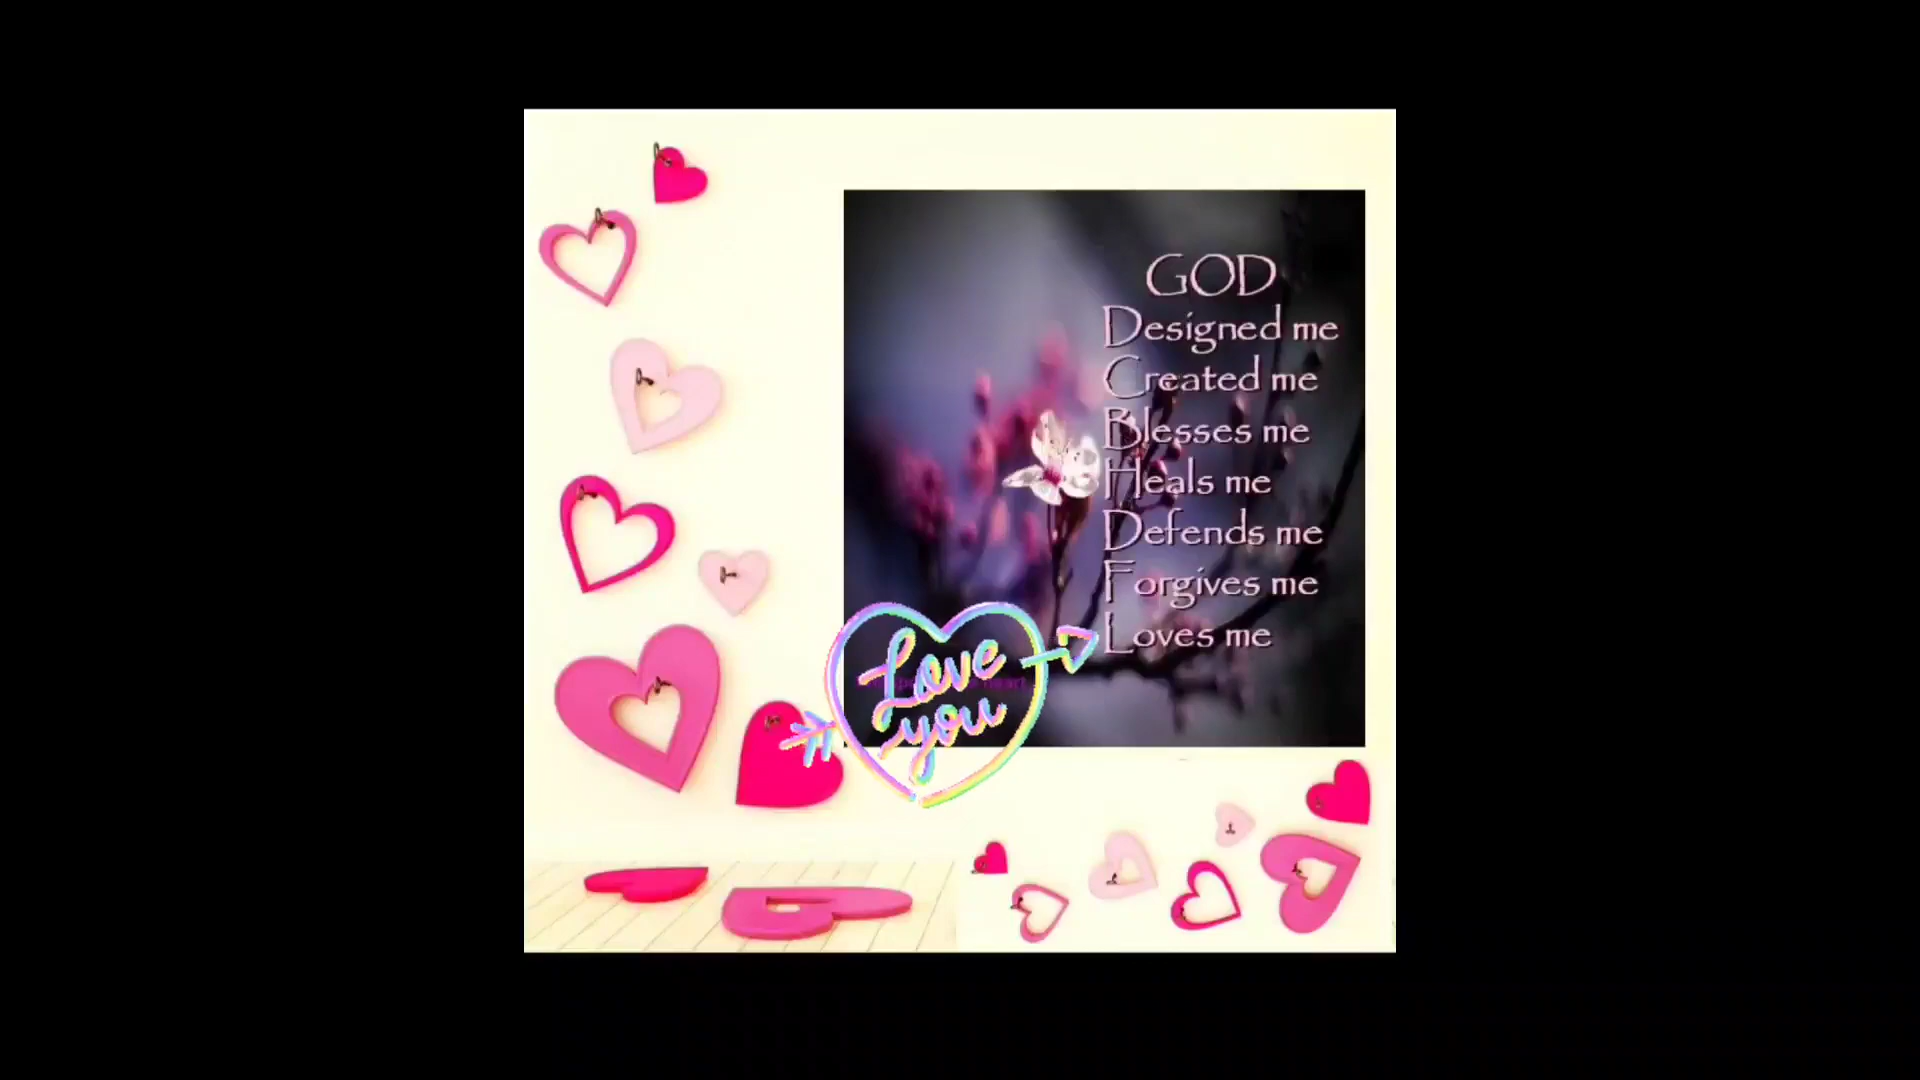 GOD
Designed me
Created me
Blesses me
Heals me
Defends me
Forgives me
Loves me
Love
you